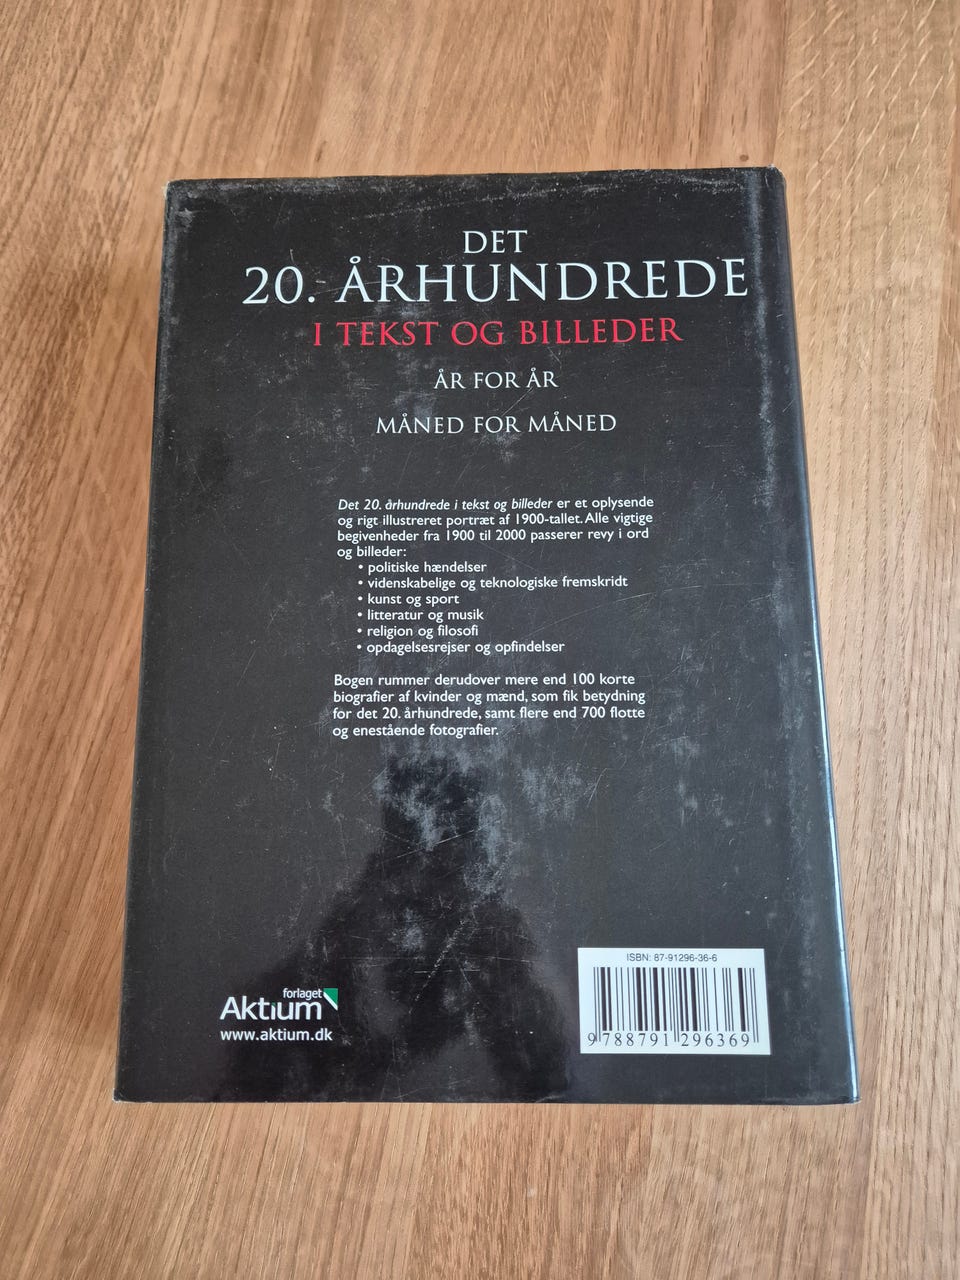 DET
20. ÅRHUNDREDE
I TEKST OG BILLEDER
ÅR FOR ÅR
MÅNED FOR MÅNED
Det 20. århundrede i tekst og billeder er et oplysende
og rigt illustreret portræt af 1900-tallet. Alle vigtige
begivenheder fra 1900 til 2000 passerer revy i ord
og billeder:
• politiske hændelser
• videnskabelige og teknologiske fremskridt
• kunst og sport
• litteratur og musik
• religion og filosofi
• opdagelsesrejser og opfindelser
Bogen rummer derudover mere end 100 korte
biografier af kvinder og mænd, som fik betydning
for det 20. århundrede, samt flere end 700 flotte
og enestående fotografier.
forlaget
Aktium
www.aktium.dk
ISBN: 87-91296-36-6
9 788791 296369